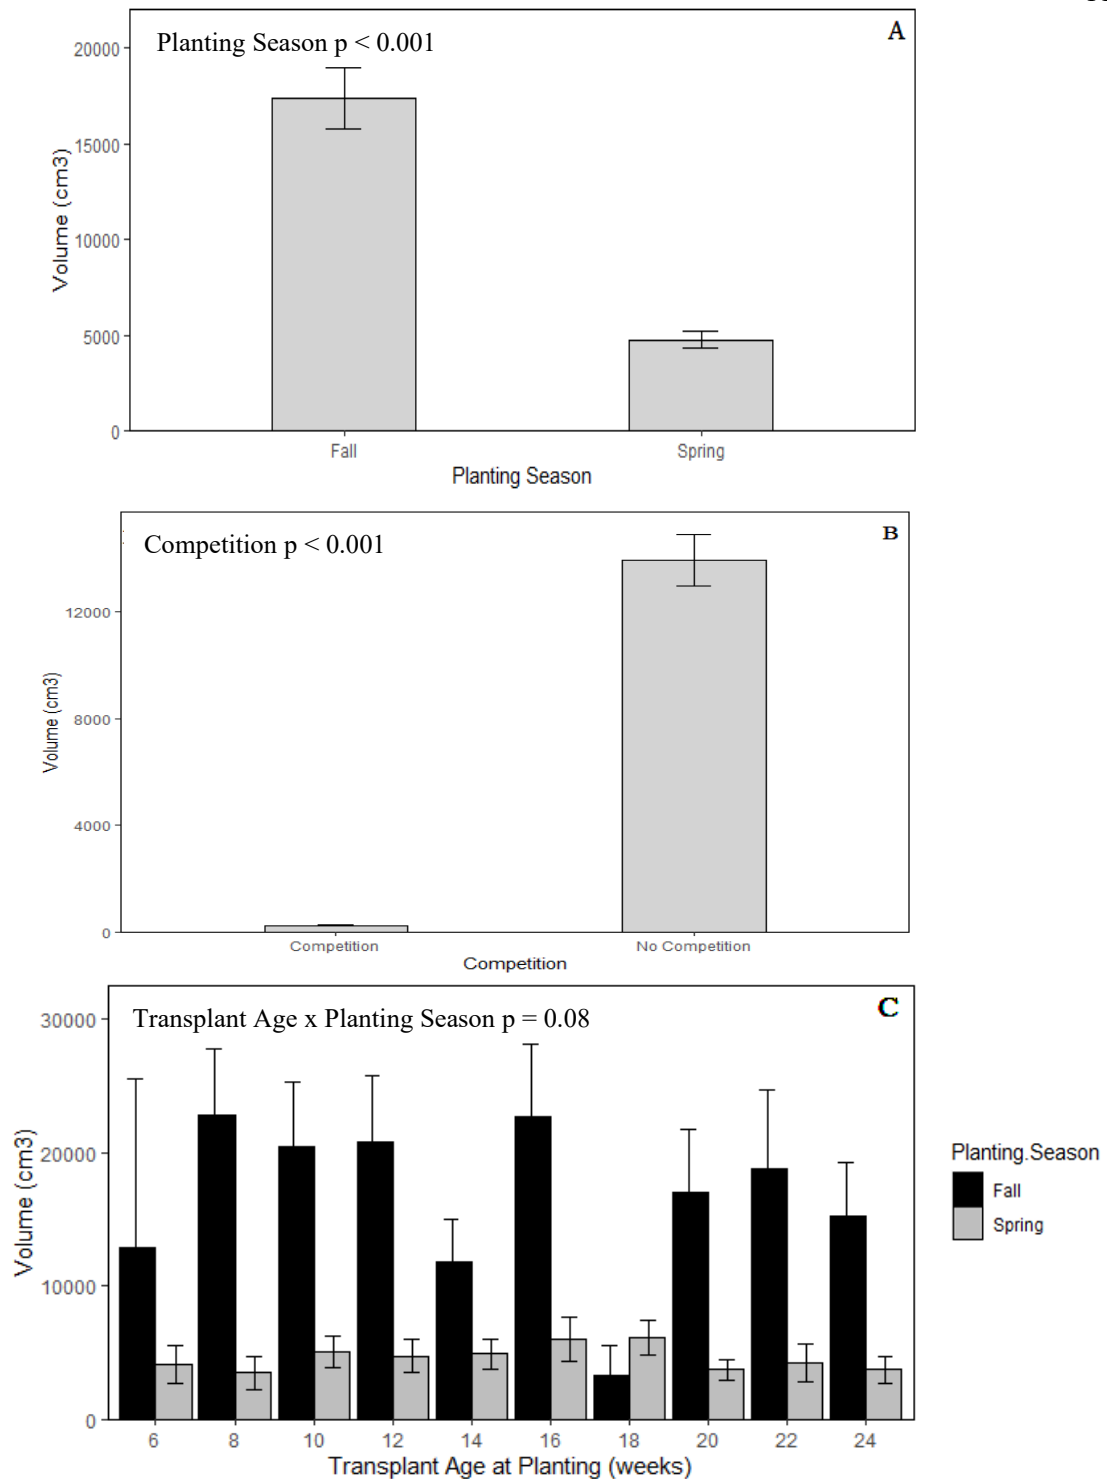 A
Planting Season p < 0.001
20000
15000
10000
5000
0
Volume (cm3)
Fall Spring
Planting Season
B
Competition p < 0.001
12000
8000
4000
0
Volume (cm3)
Competition No Competition
Competition
C
Transplant Age x Planting Season p = 0.08
30000
20000
10000
0
Volume (cm3)
6 8 10 12 14 16 18 20 22 24
Transplant Age at Planting (weeks)
Planting.Season
Fall
Spring